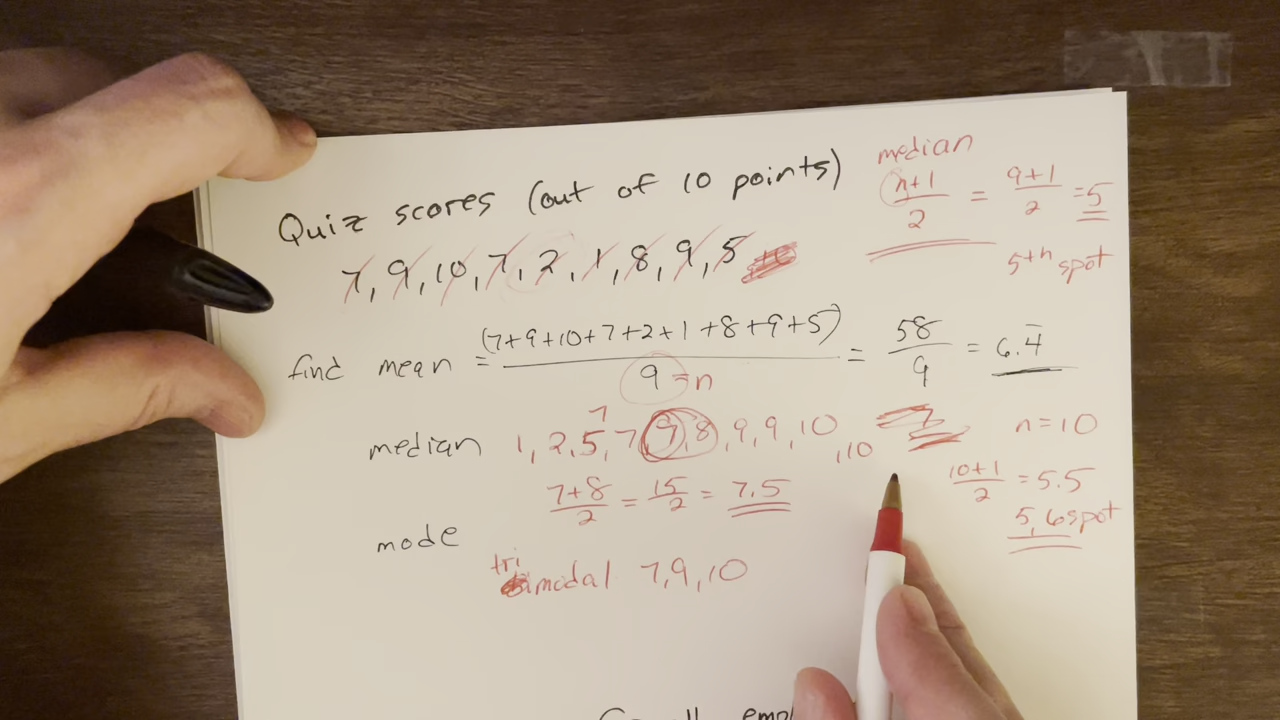 Quiz scores (out of 10 points)
7, 9, 10, 7, 2, 1, 8, 9, 5
find mean = (7+9+10+7+2+1+8+9+5) / 9 = n = 58/9 = 6.4̅
median 1, 2, 5, 7, 7, 8, 9, 9, 10, 10
7
7+8/2 = 15/2 = 7.5
mode
trimodal 7, 9, 10
median
n+1/2 = 9+1/2 = 5
5th spot
n=10
10+1/2 = 5.5
5, 6 spot